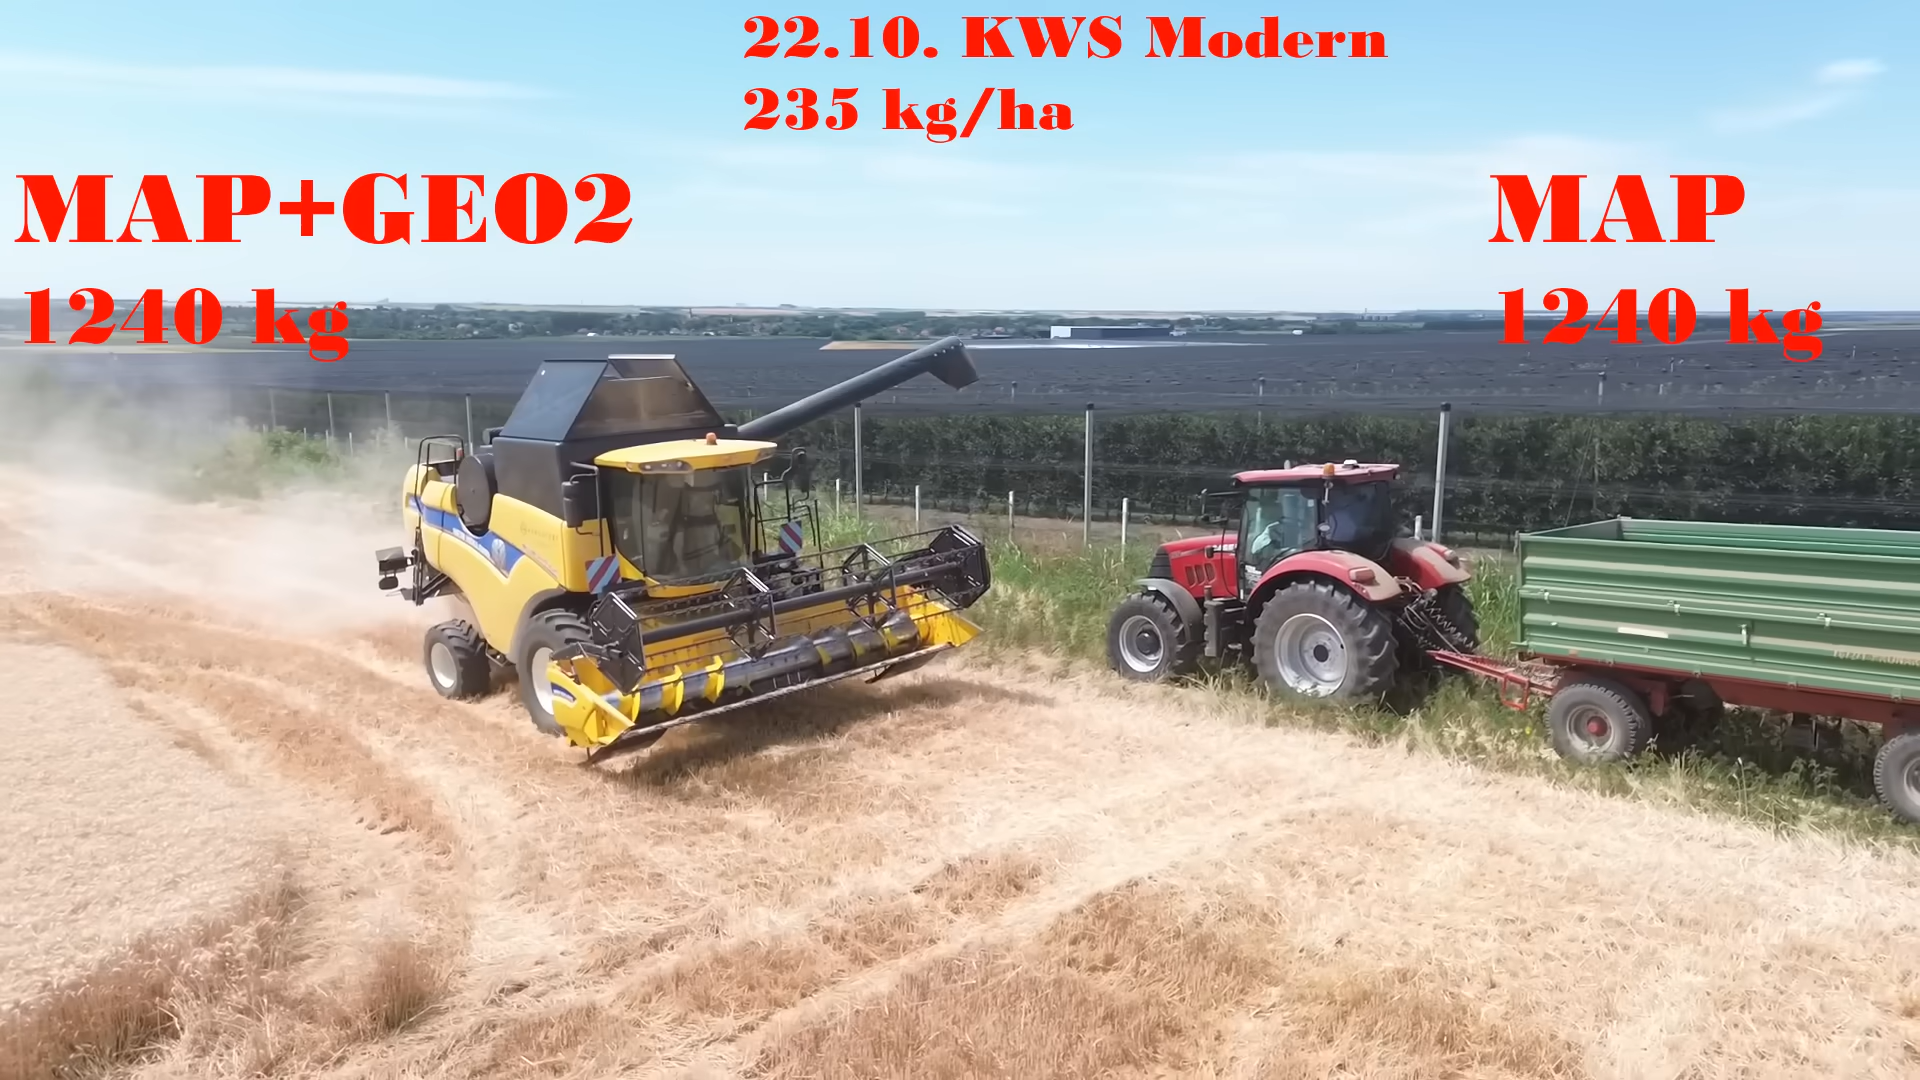 22.10. KWS Modern
235 kg/ha
MAP+GEO2
1240 kg
MAP
1240 kg